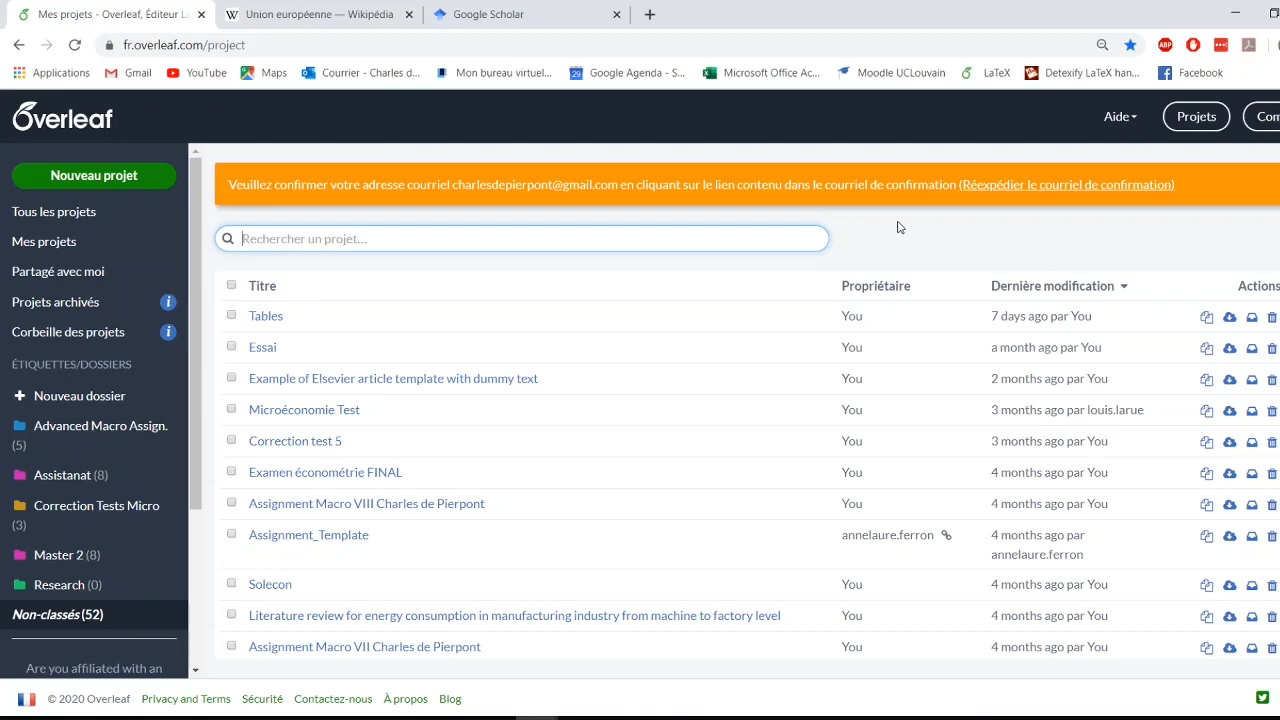 Mes projets - Overleaf, Éditeur La
Union européenne — Wikipédia
Google Scholar
fr.overleaf.com/project
Applications
Gmail
YouTube
Maps
Courrier - Charles d...
Mon bureau virtuel...
Google Agenda - S...
Microsoft Office Ac...
Moodle UCLouvain
LaTeX
Detexify LaTeX han...
Facebook
Overleaf
Aide
Projets
Com
Nouveau projet
Tous les projets
Mes projets
Partagé avec moi
Projets archivés
Corbeille des projets
ÉTIQUETTES/DOSSIERS
Nouveau dossier
Advanced Macro Assign.
(5)
Assistanat (8)
Correction Tests Micro
(3)
Master 2 (8)
Research (0)
Non-classés (52)
Are you affiliated with an
Veuillez confirmer votre adresse courriel charlesdepierpont@gmail.com en cliquant sur le lien contenu dans le courriel de confirmation (Réexpédier le courriel de confirmation)
Rechercher un projet...
Titre Propriétaire Dernière modification Actions
Tables You 7 days ago par You
Essai You a month ago par You
Example of Elsevier article template with dummy text You 2 months ago par You
Microéconomie Test You 3 months ago par louis.larue
Correction test 5 You 3 months ago par You
Examen économétrie FINAL You 4 months ago par You
Assignment Macro VIII Charles de Pierpont You 4 months ago par You
Assignment_Template annelaure.ferron 4 months ago par
annelaure.ferron
Solecon You 4 months ago par You
Literature review for energy consumption in manufacturing industry from machine to factory level You 4 months ago par You
Assignment Macro VII Charles de Pierpont You 4 months ago par You
© 2020 Overleaf Privacy and Terms Sécurité Contactez-nous À propos Blog